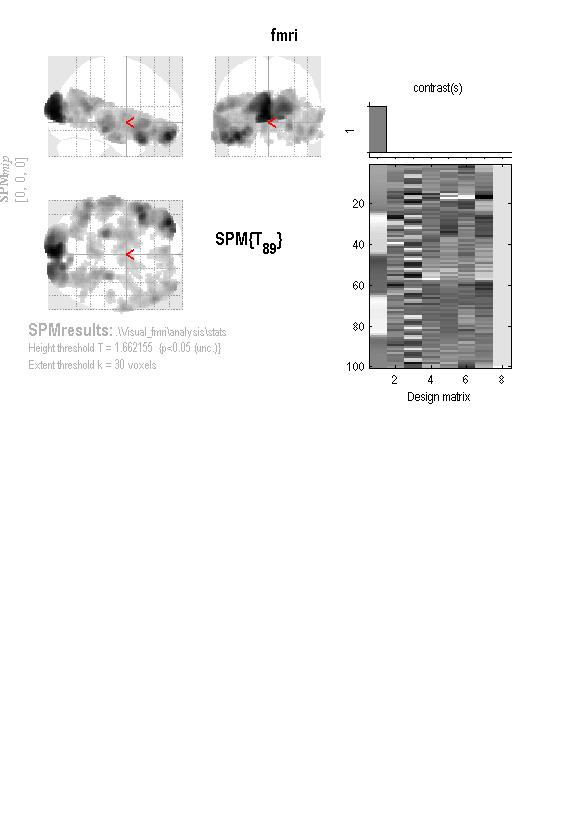 fmri
contrast(s)
1
SPMmip
[0, 0, 0]
<
<
<
SPM{T89}
SPMresults: .\Visual_fmri\analysis\stats
Height threshold T = 1.662155 {p<0.05 (unc.)}
Extent threshold k = 30 voxels
20
40
60
80
100
2 4 6 8
Design matrix